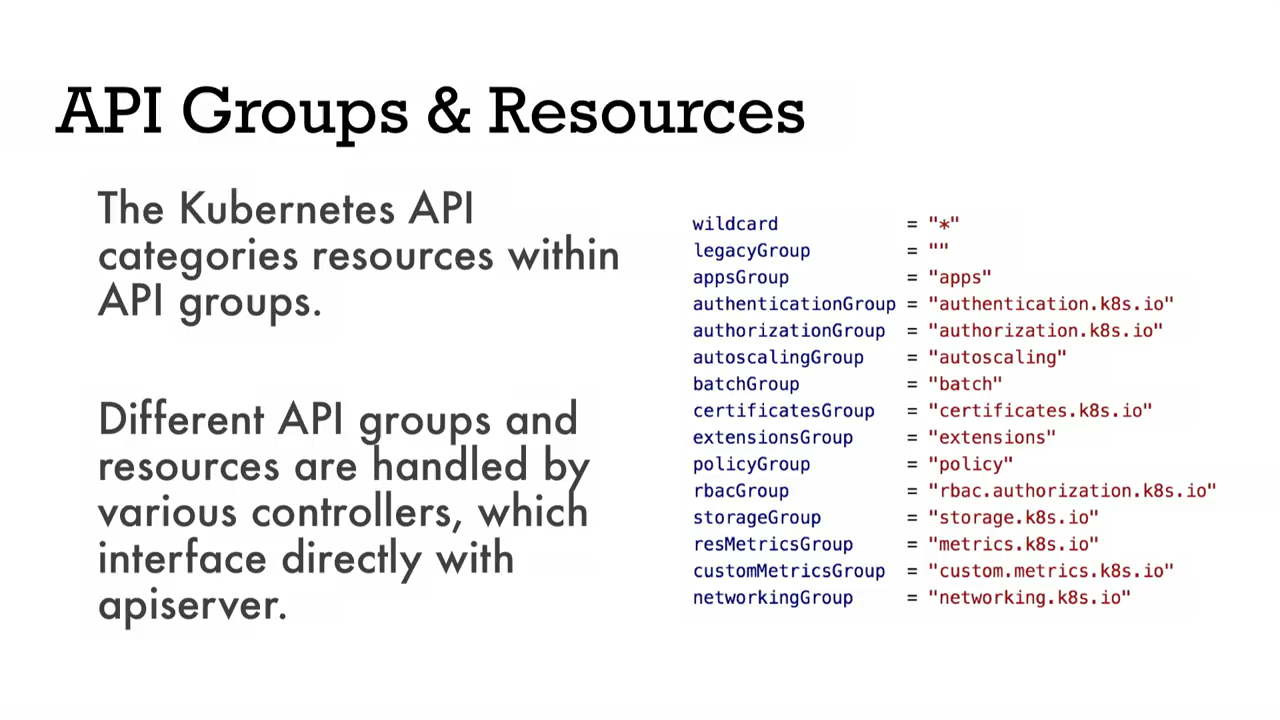 API Groups & Resources
The Kubernetes API
categories resources within
API groups.
Different API groups and
resources are handled by
various controllers, which
interface directly with
apiserver.
wildcard = "*"
legacyGroup = ""
appsGroup = "apps"
authenticationGroup = "authentication.k8s.io"
authorizationGroup = "authorization.k8s.io"
autoscalingGroup = "autoscaling"
batchGroup = "batch"
certificatesGroup = "certificates.k8s.io"
extensionsGroup = "extensions"
policyGroup = "policy"
rbacGroup = "rbac.authorization.k8s.io"
storageGroup = "storage.k8s.io"
resMetricsGroup = "metrics.k8s.io"
customMetricsGroup = "custom.metrics.k8s.io"
networkingGroup = "networking.k8s.io"